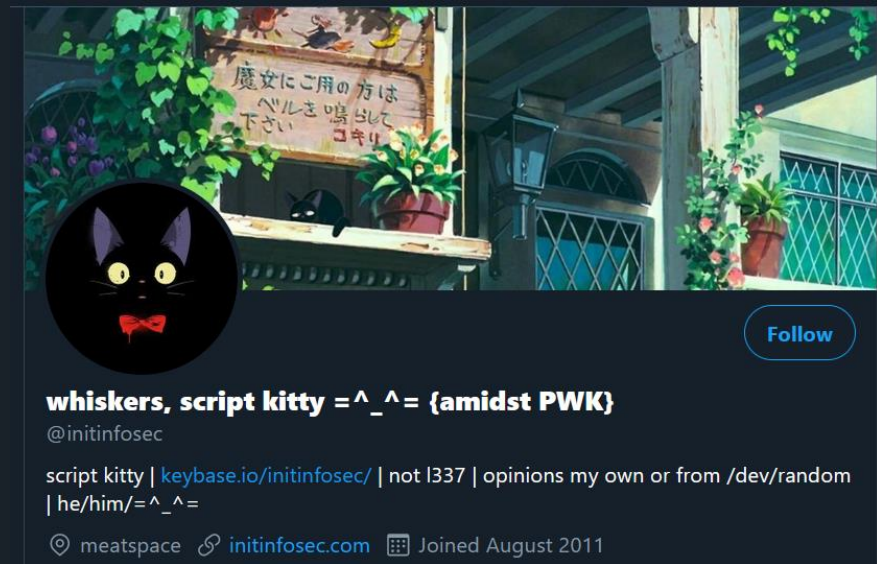 魔女にご用の方は
ベルを鳴らして
下さい
コキリ
Follow
whiskers, script kitty =^_^= {amidst PWK}
@initinfosec
script kitty | keybase.io/initinfosec/ | not l337 | opinions my own or from /dev/random
| he/him/=^_^=
meatspace initinfosec.com Joined August 2011